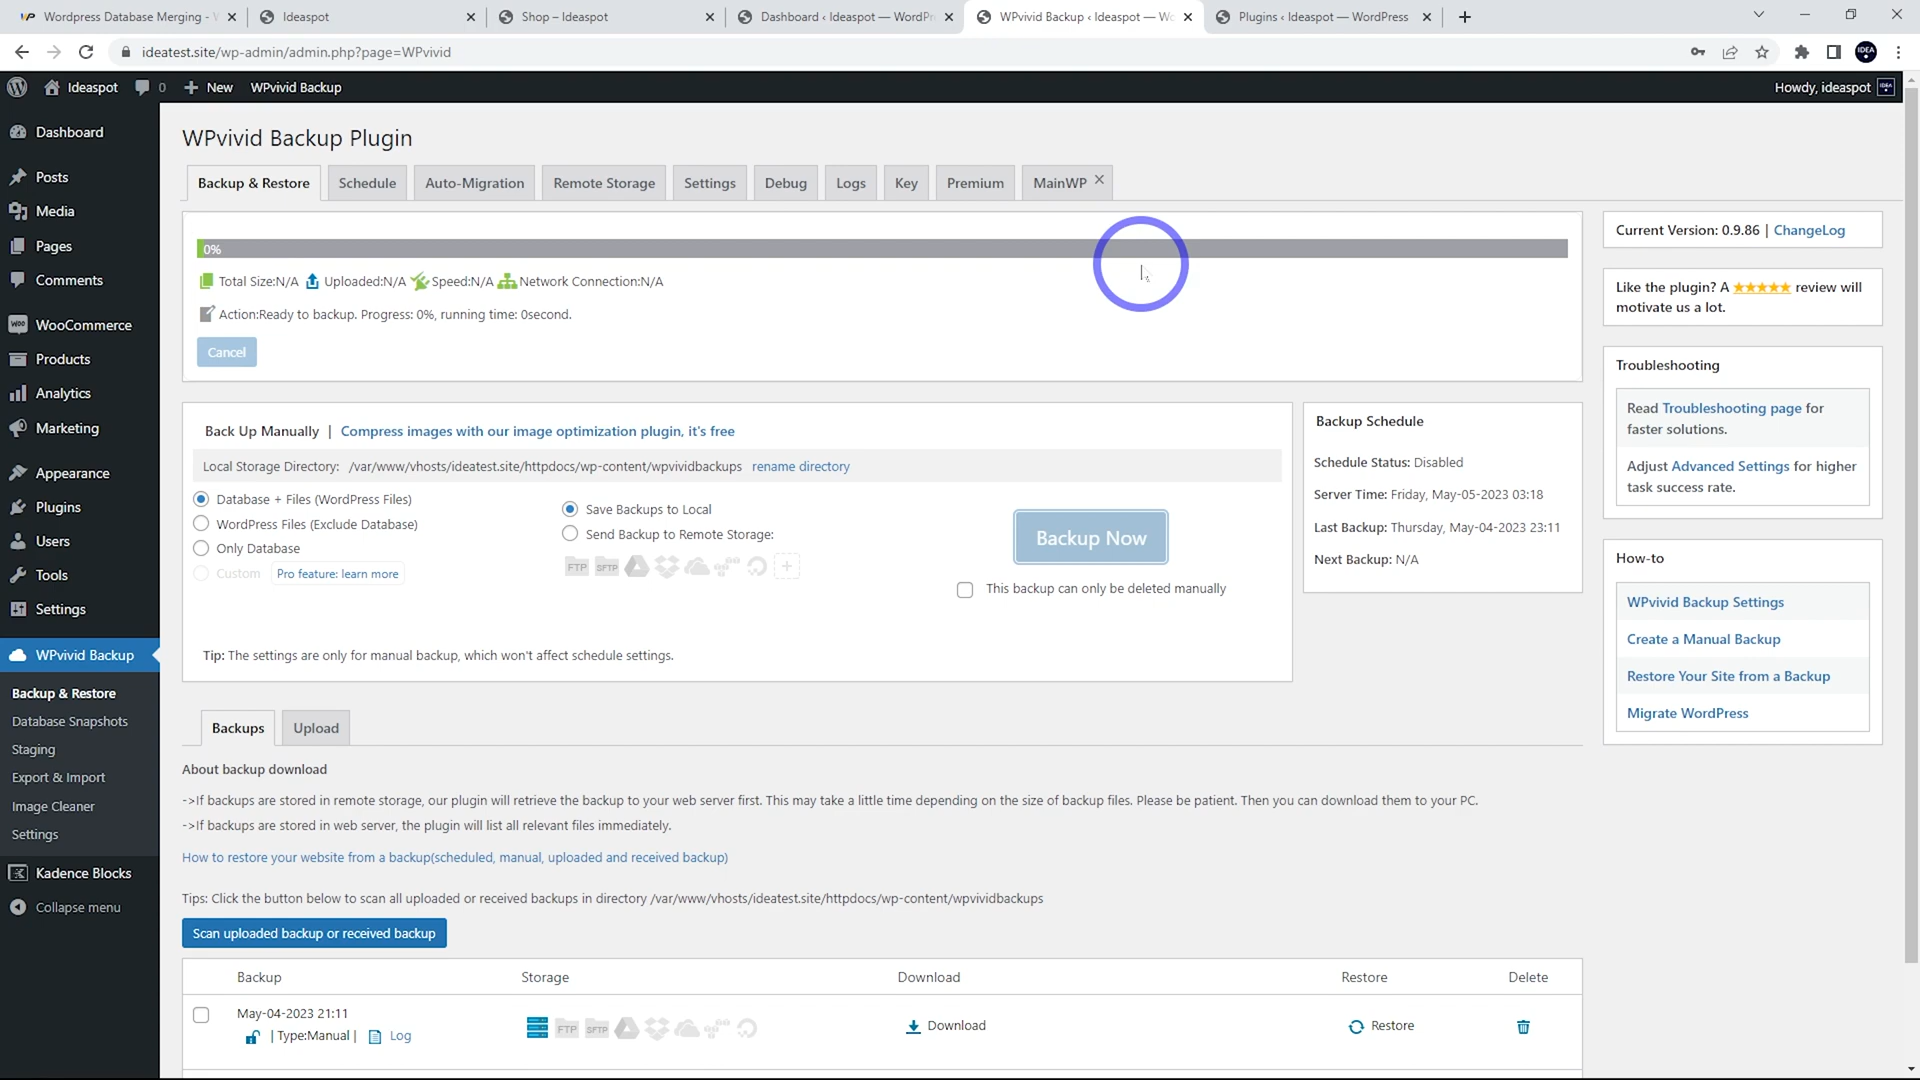 Wordpress Database Merging - W
Ideaspot
Shop – Ideaspot
Dashboard ‹ Ideaspot — WordPr
WPvivid Backup ‹ Ideaspot — Wo
Plugins ‹ Ideaspot — WordPress
ideatest.site/wp-admin/admin.php?page=WPvivid
IDEA
Ideaspot
0
New
WPvivid Backup
Howdy, ideaspot
IDEA
Dashboard
Posts
Media
Pages
Comments
WooCommerce
Products
Analytics
Marketing
Appearance
Plugins
Users
Tools
Settings
WPvivid Backup
Backup & Restore
Database Snapshots
Staging
Export & Import
Image Cleaner
Settings
Kadence Blocks
Collapse menu
WPvivid Backup Plugin
Backup & Restore
Schedule
Auto-Migration
Remote Storage
Settings
Debug
Logs
Key
Premium
MainWP
0%
Total Size:N/A Uploaded:N/A Speed:N/A Network Connection:N/A
Action:Ready to backup. Progress: 0%, running time: 0second.
Cancel
Back Up Manually | Compress images with our image optimization plugin, it's free
Local Storage Directory: /var/www/vhosts/ideatest.site/httpdocs/wp-content/wpvividbackups rename directory
Database + Files (WordPress Files)
WordPress Files (Exclude Database)
Only Database
Custom Pro feature: learn more
Save Backups to Local
Send Backup to Remote Storage:
FTP SFTP
Backup Now
This backup can only be deleted manually
Tip: The settings are only for manual backup, which won't affect schedule settings.
Backup Schedule
Schedule Status: Disabled
Server Time: Friday, May-05-2023 03:18
Last Backup: Thursday, May-04-2023 23:11
Next Backup: N/A
Current Version: 0.9.86 | ChangeLog
Like the plugin? A ★★★★★ review will
motivate us a lot.
Troubleshooting
Read Troubleshooting page for
faster solutions.
Adjust Advanced Settings for higher
task success rate.
How-to
WPvivid Backup Settings
Create a Manual Backup
Restore Your Site from a Backup
Migrate WordPress
Backups
Upload
About backup download
->If backups are stored in remote storage, our plugin will retrieve the backup to your web server first. This may take a little time depending on the size of backup files. Please be patient. Then you can download them to your PC.
->If backups are stored in web server, the plugin will list all relevant files immediately.
How to restore your website from a backup(scheduled, manual, uploaded and received backup)
Tips: Click the button below to scan all uploaded or received backups in directory /var/www/vhosts/ideatest.site/httpdocs/wp-content/wpvividbackups
Scan uploaded backup or received backup
Backup Storage Download Restore Delete
May-04-2023 21:11
| Type:Manual | Log
FTP SFTP
Download
Restore